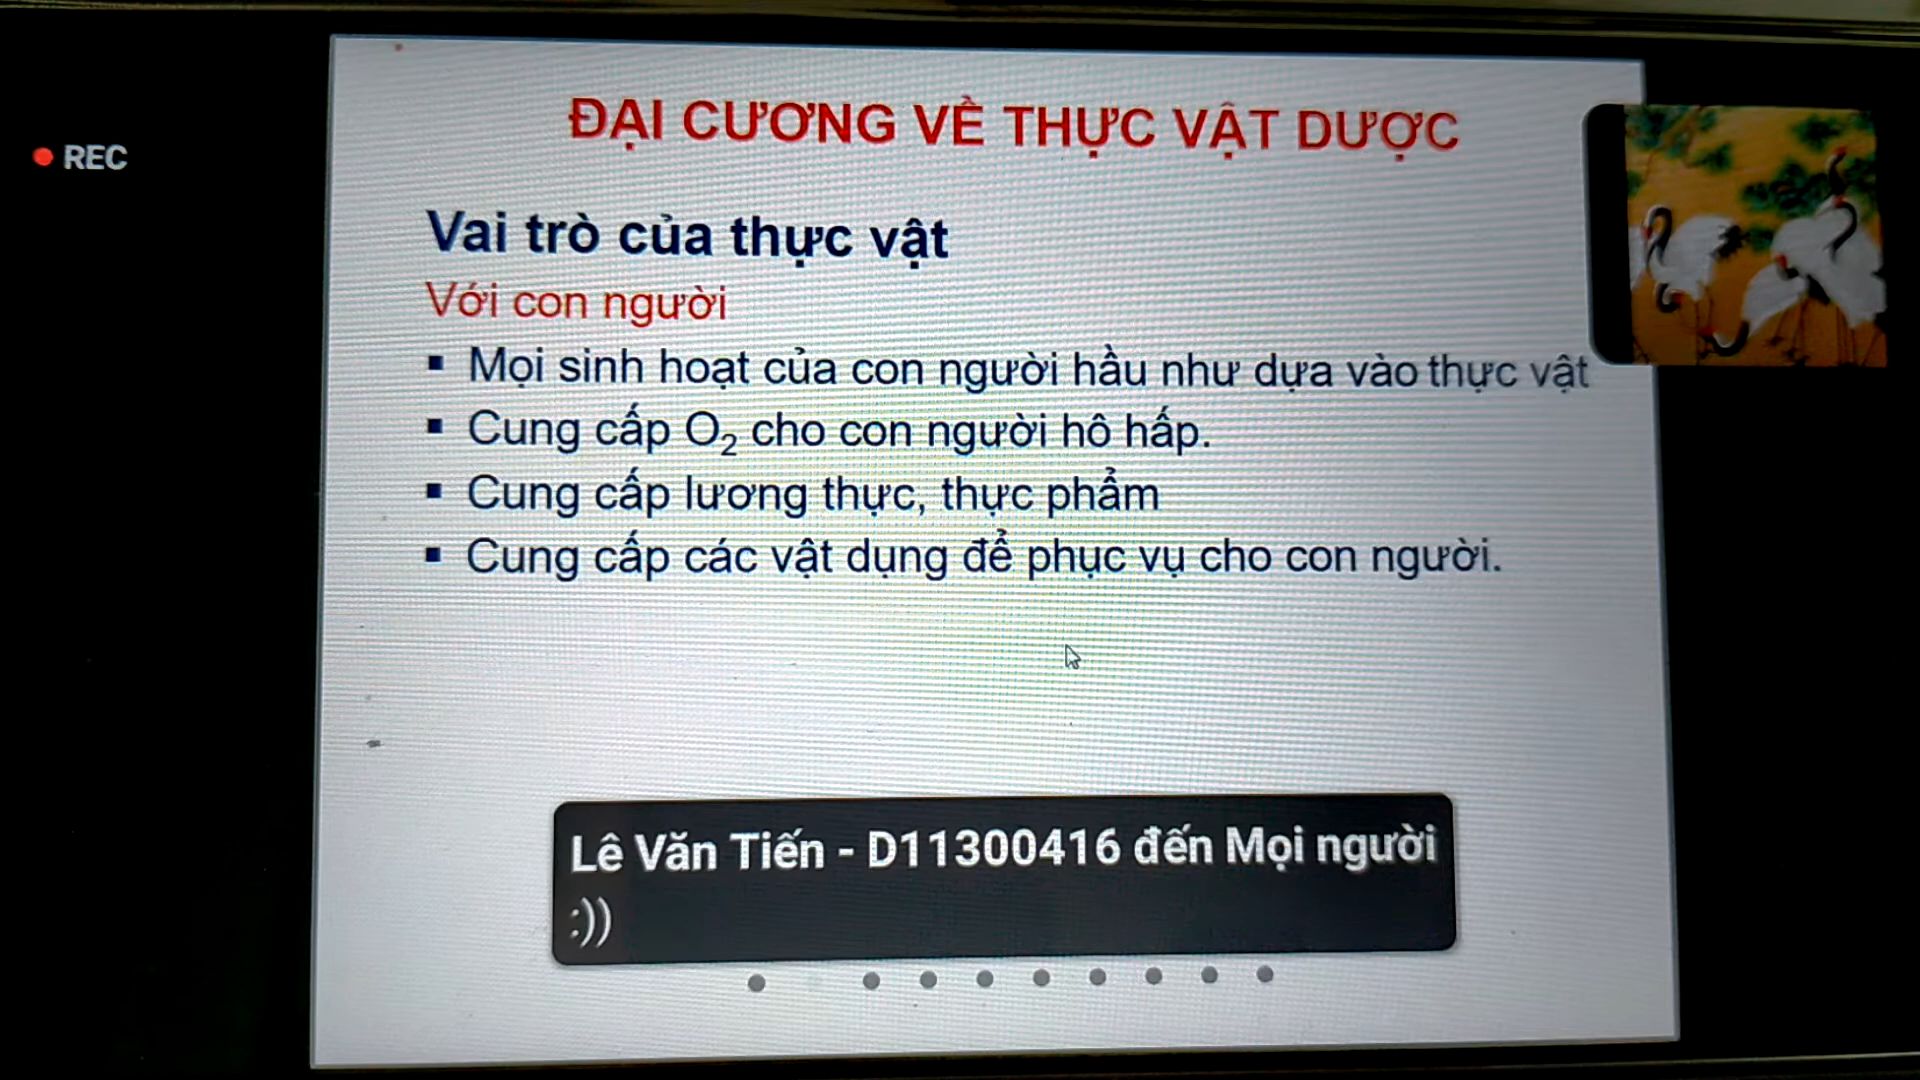 ĐẠI CƯƠNG VỀ THỰC VẬT DƯỢC
REC
Vai trò của thực vật
Với con người
▪ Mọi sinh hoạt của con người hầu như dựa vào thực vật
▪ Cung cấp O₂ cho con người hô hấp.
▪ Cung cấp lương thực, thực phẩm
▪ Cung cấp các vật dụng để phục vụ cho con người.
Lê Văn Tiến - D11300416 đến Mọi người
:))